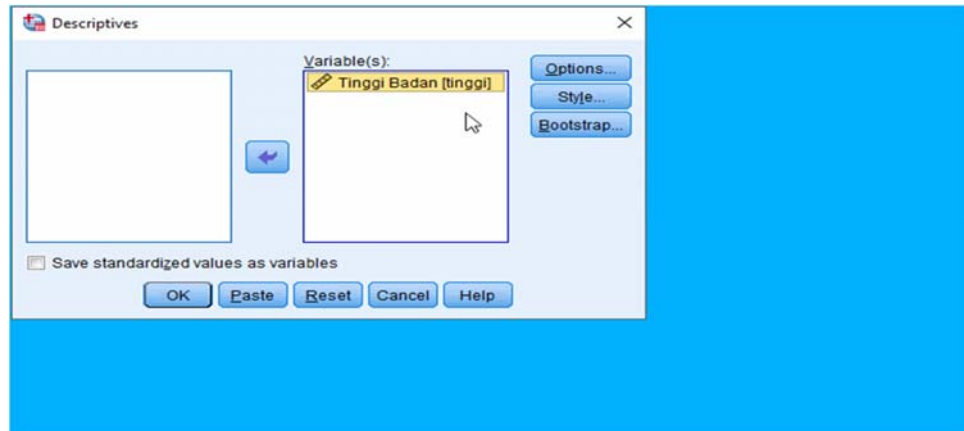 Descriptives
Variable(s):
Tinggi Badan [tinggi]
Options...
Style...
Bootstrap...
Save standardized values as variables
OK Paste Reset Cancel Help